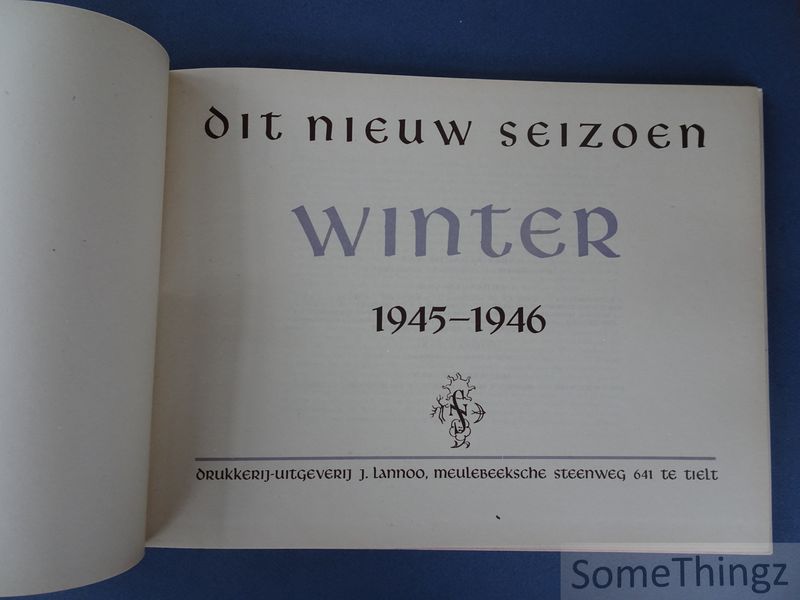 dit nieuw seizoen
WINTER
1945–1946
drukkerij-uitgeverij j. lannoo, meulebeeksche steenweg 641 te tielt
SomeThingz